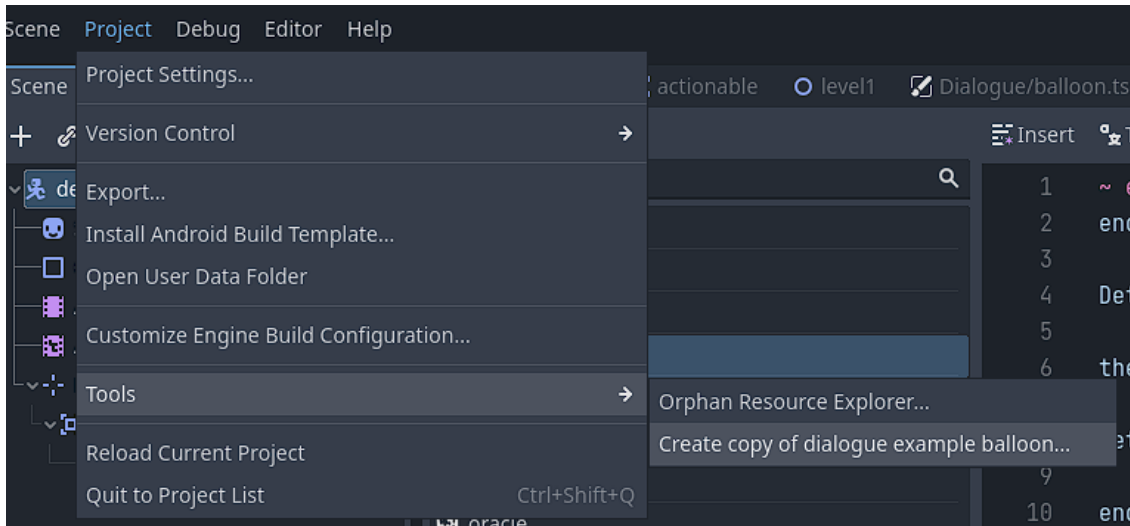 Scene Project Debug Editor Help
Scene
Project Settings...
actionable level1 Dialogue/balloon.ts
Version Control
Insert
Export...
1 ~
2
Install Android Build Template...
3
Open User Data Folder
4
5
Customize Engine Build Configuration...
6
Tools
Orphan Resource Explorer...
Create copy of dialogue example balloon...
Reload Current Project
9
Quit to Project List Ctrl+Shift+Q
10
oracle